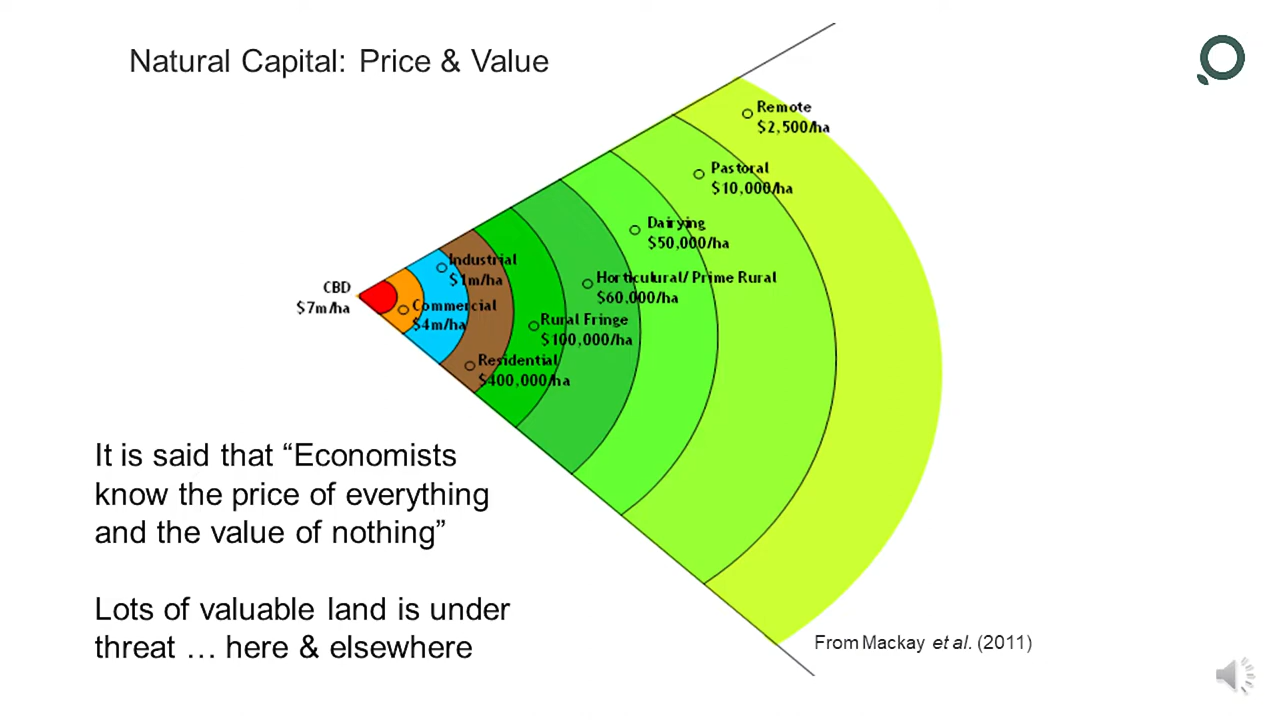 Natural Capital: Price & Value
Remote
$2,500/ha
Pastoral
$10,000/ha
Dairying
$50,000/ha
Horticulural/ Prime Rural
$60,000/ha
Industrial
$1m/ha
CBD
$7m/ha
Commercial
$4m/ha
Rural Fringe
$100,000/ha
Residential
$400,000/ha
It is said that “Economists
know the price of everything
and the value of nothing”
Lots of valuable land is under
threat … here & elsewhere
From Mackay et al. (2011)